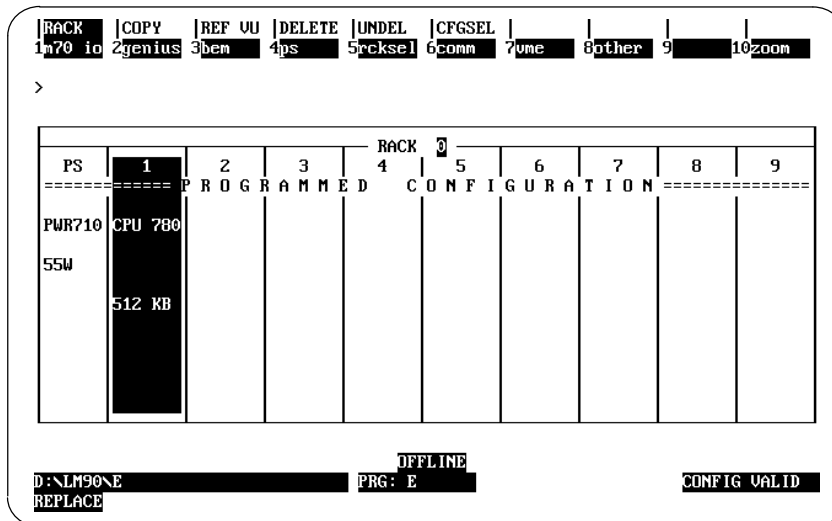 |RACK |COPY |REF VU |DELETE |UNDEL |CFGSEL | | | |
1m70 io 2genius 3bem 4ps 5rcksel 6comm 7vme 8other 9 10zoom
>
RACK 0
PS 1 2 3 4 5 6 7 8 9
============= P R O G R A M M E D C O N F I G U R A T I O N ===============
PWR710 CPU 780
55W
512 KB
OFFLINE
D:\LM90\E PRG: E CONFIG VALID
REPLACE